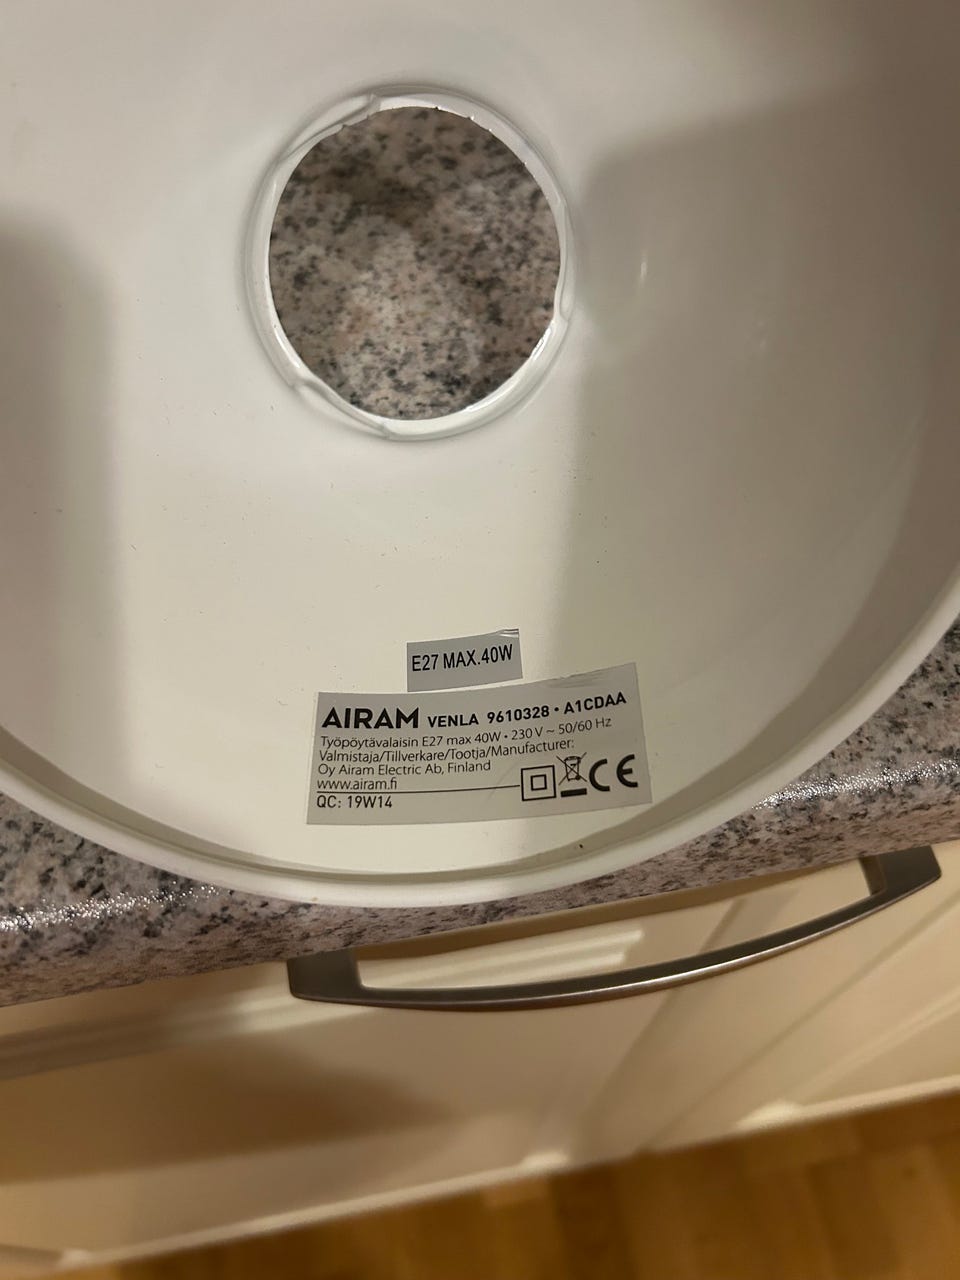 E27 MAX.40W
AIRAM VENLA 9610328 • A1CDAA
Työpöytävalaisin E27 max 40W • 230 V ~ 50/60 Hz
Valmistaja/Tillverkare/Tootja/Manufacturer:
Oy Airam Electric Ab, Finland
www.airam.fi
QC: 19W14
CE